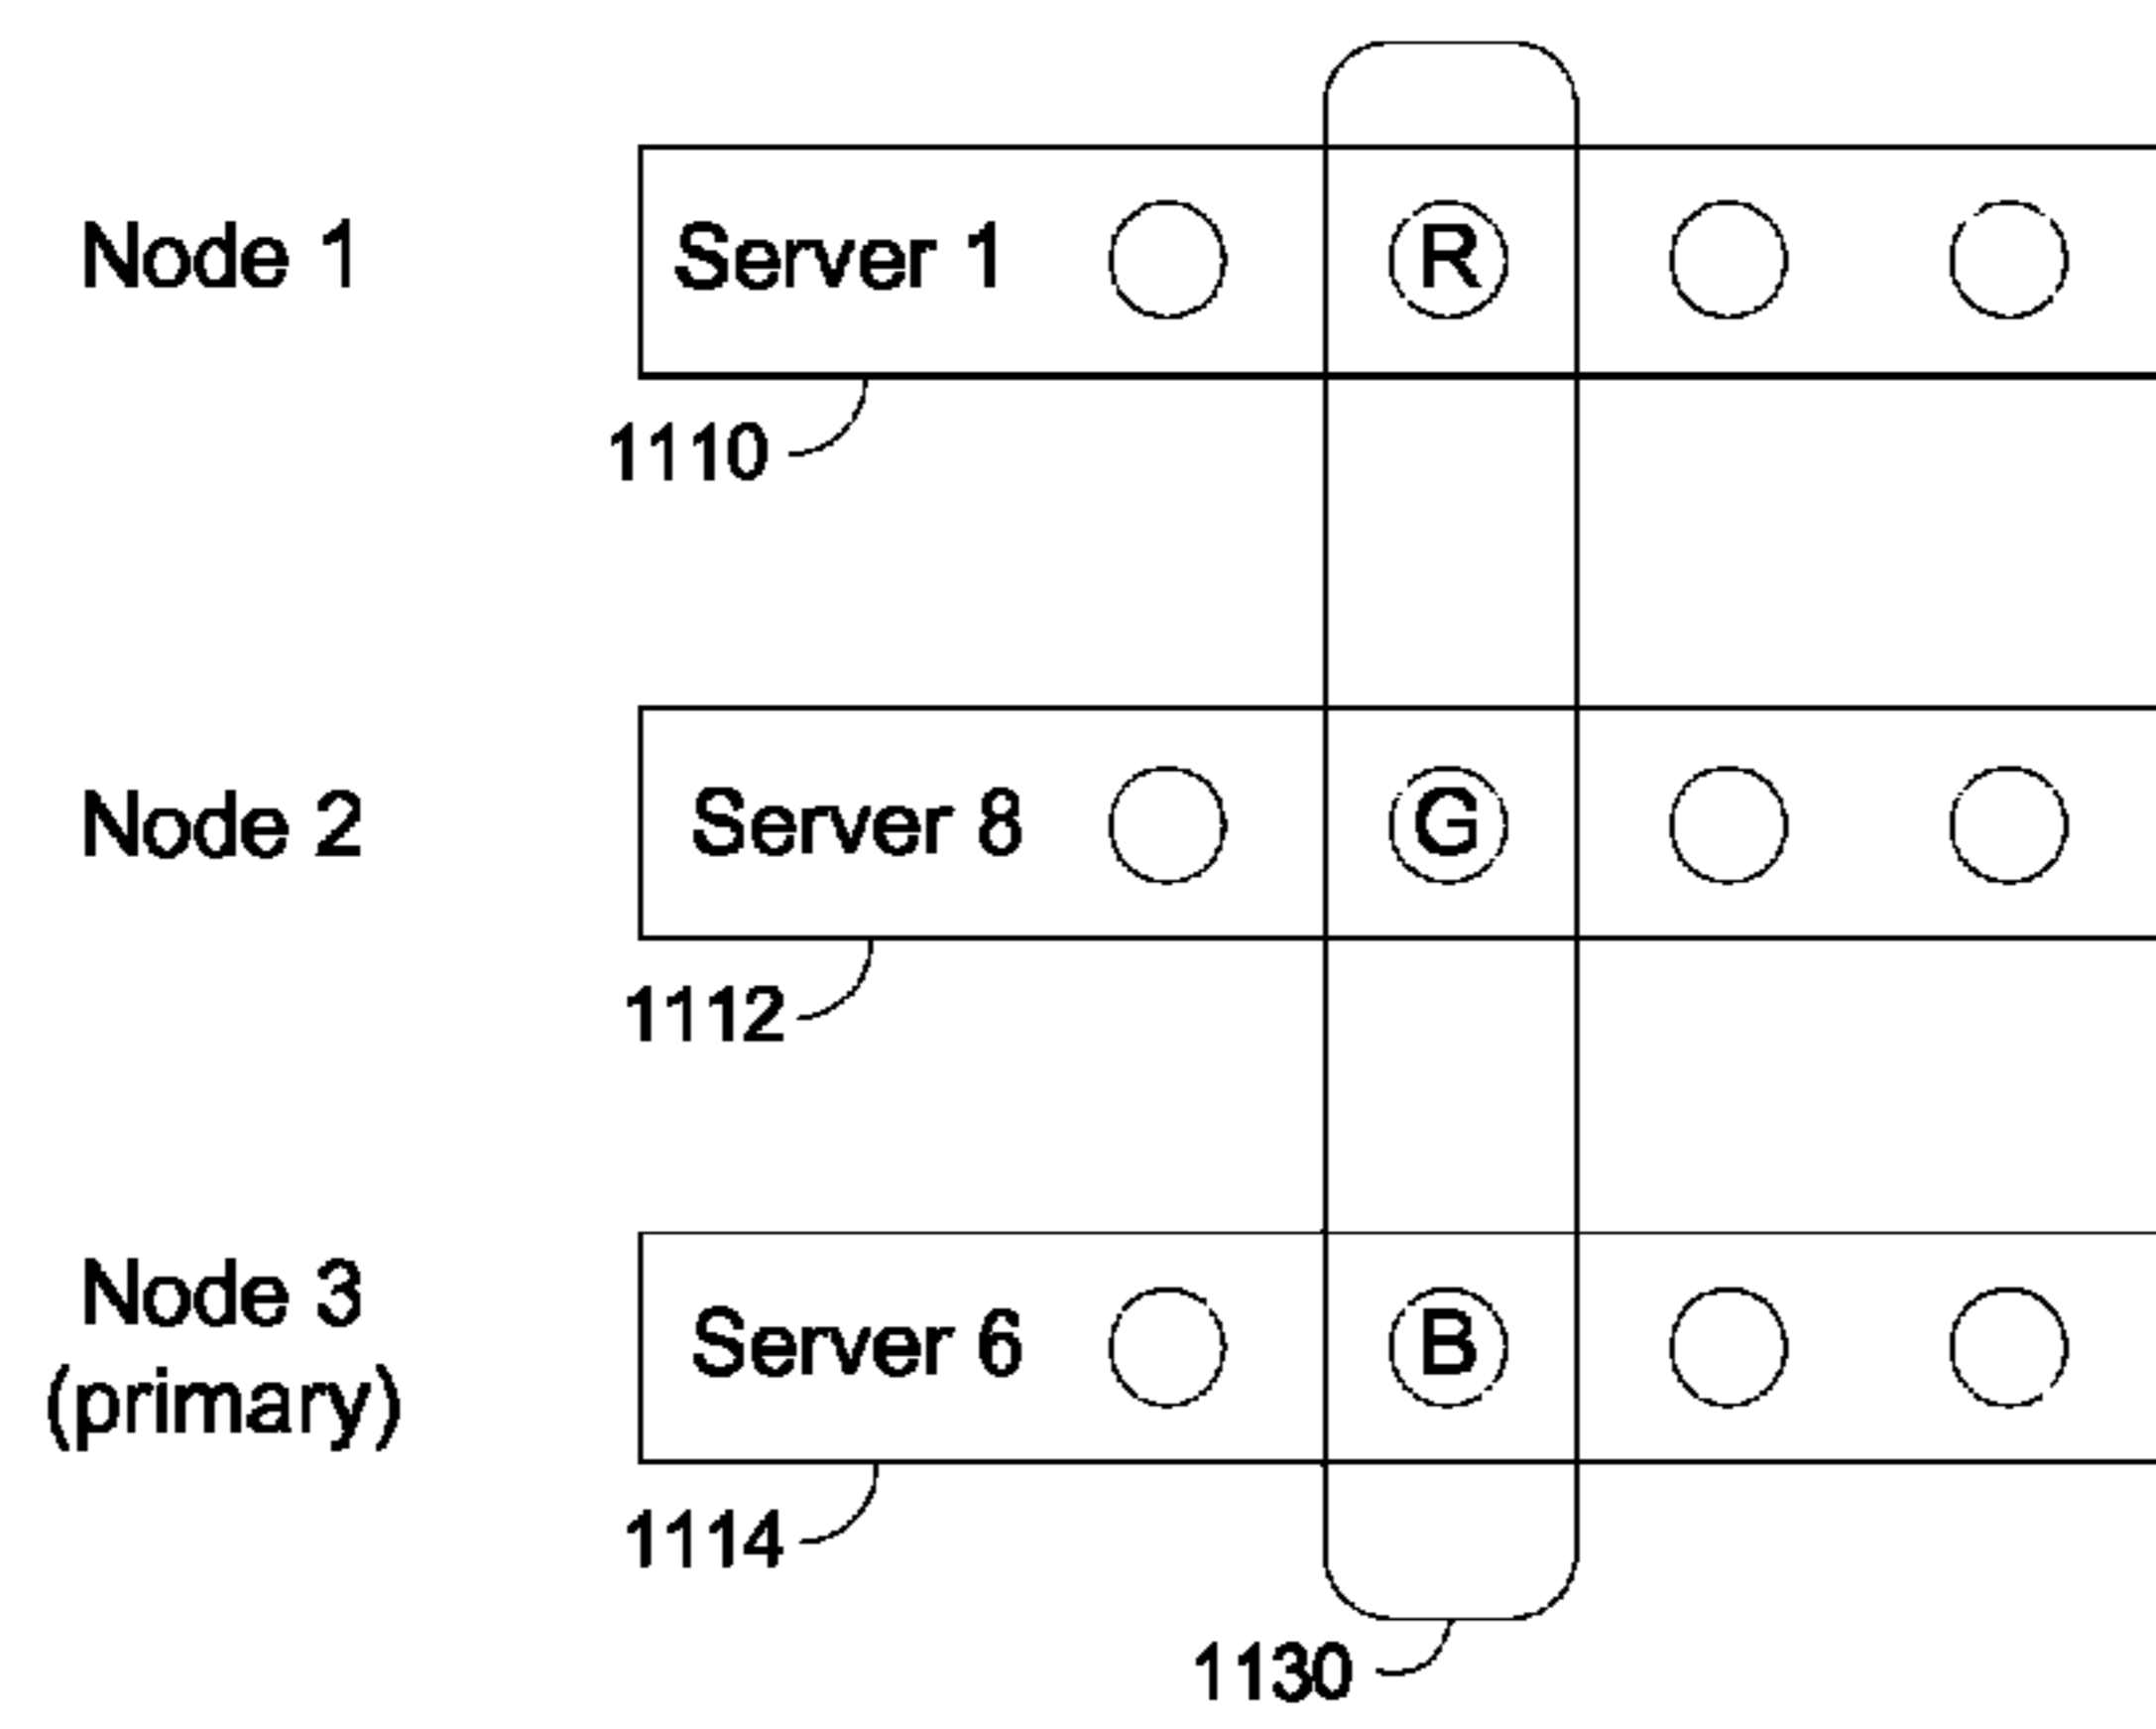 Node 1
Server 1 R
1110
Node 2
Server 8 G
1112
Node 3
(primary)
Server 6 B
1114
1130